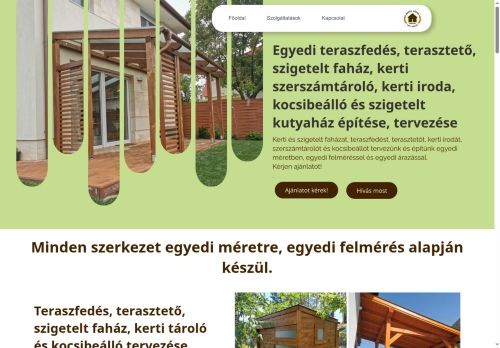 Főoldal
Szolgáltatások
Kapcsolat
Egyedi teraszfedés, terasztető,
szigetelt faház, kerti
szerszámtároló, kerti iroda,
kocsibeálló és szigetelt
kutyaház építése, tervezése
Kerti és szigetelt faházat, teraszfedést, terasztetőt, kerti irodát,
szerszámtárolót és kocsibeállót tervezünk és építünk egyedi
méretben, egyedi felméréssel és egyedi árazással.
Kérjen ajánlatot!
Ajánlatot kérek!
Hívás most
Minden szerkezet egyedi méretre, egyedi felmérés alapján
készül.
Teraszfedés, terasztető,
szigetelt faház, kerti tároló
és kocsibeálló tervezése